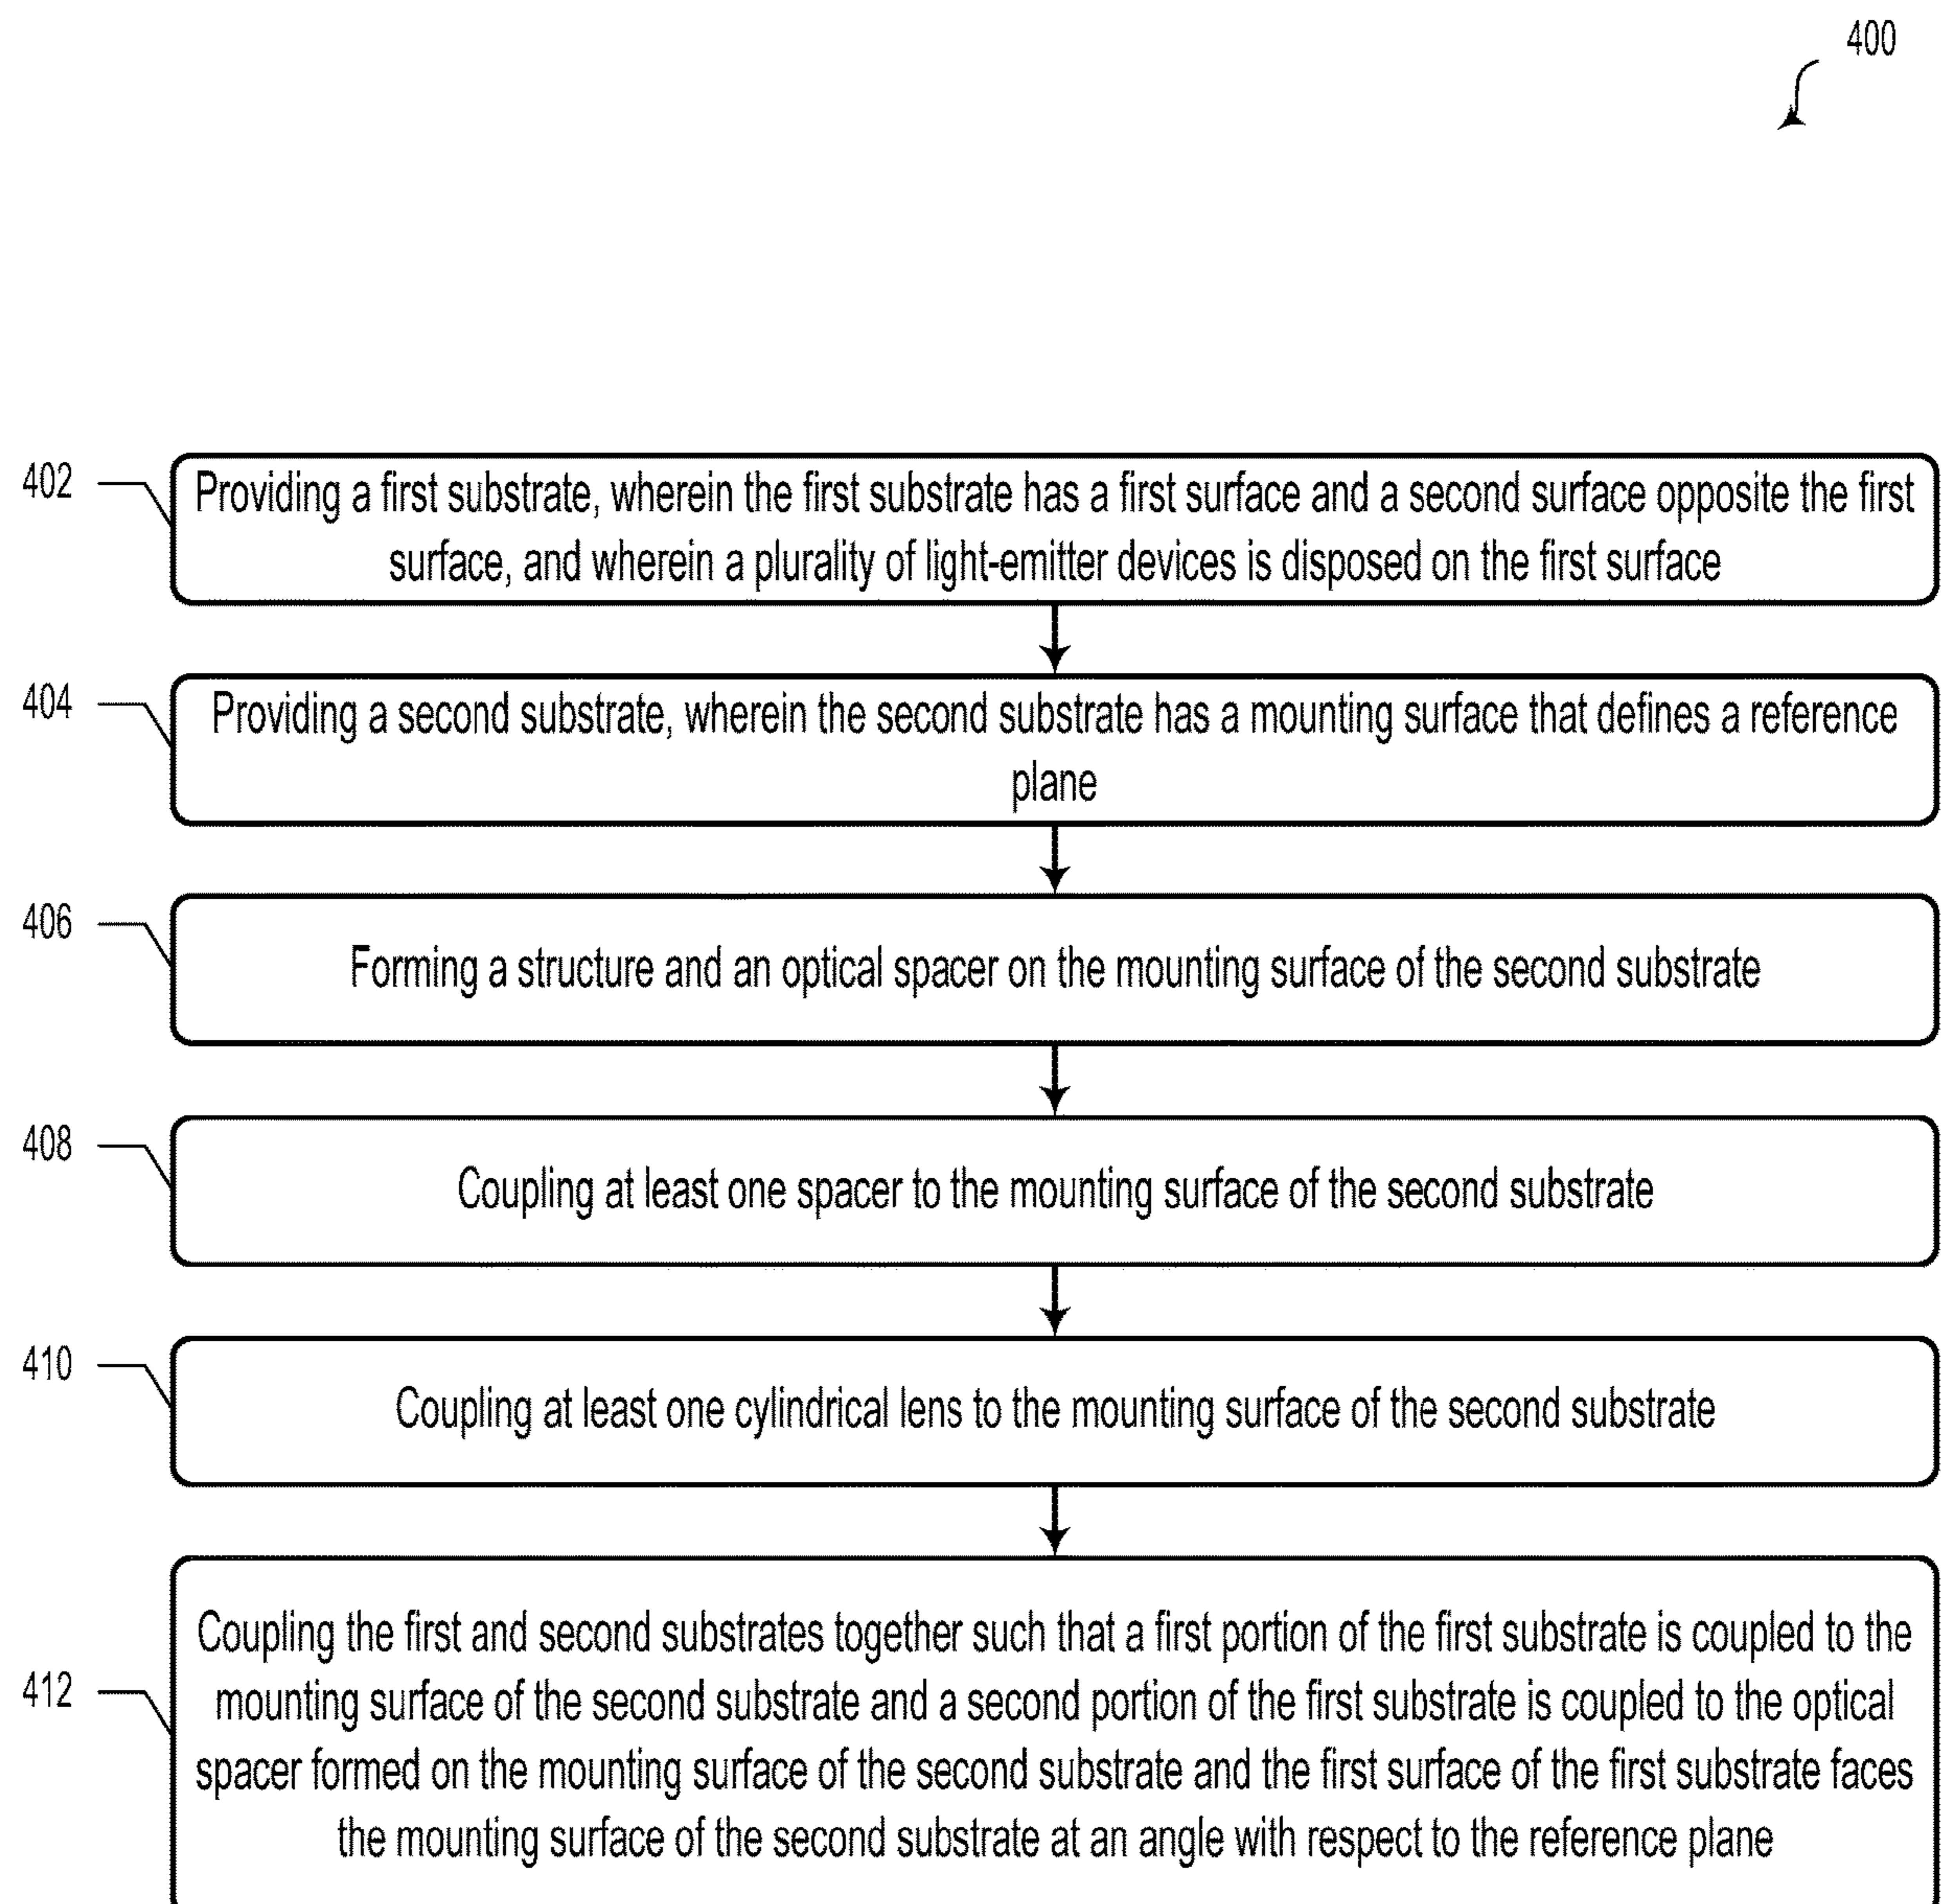 400
402
Providing a first substrate, wherein the first substrate has a first surface and a second surface opposite the first
surface, and wherein a plurality of light-emitter devices is disposed on the first surface
404
Providing a second substrate, wherein the second substrate has a mounting surface that defines a reference
plane
406
Forming a structure and an optical spacer on the mounting surface of the second substrate
408
Coupling at least one spacer to the mounting surface of the second substrate
410
Coupling at least one cylindrical lens to the mounting surface of the second substrate
412
Coupling the first and second substrates together such that a first portion of the first substrate is coupled to the
mounting surface of the second substrate and a second portion of the first substrate is coupled to the optical
spacer formed on the mounting surface of the second substrate and the first surface of the first substrate faces
the mounting surface of the second substrate at an angle with respect to the reference plane